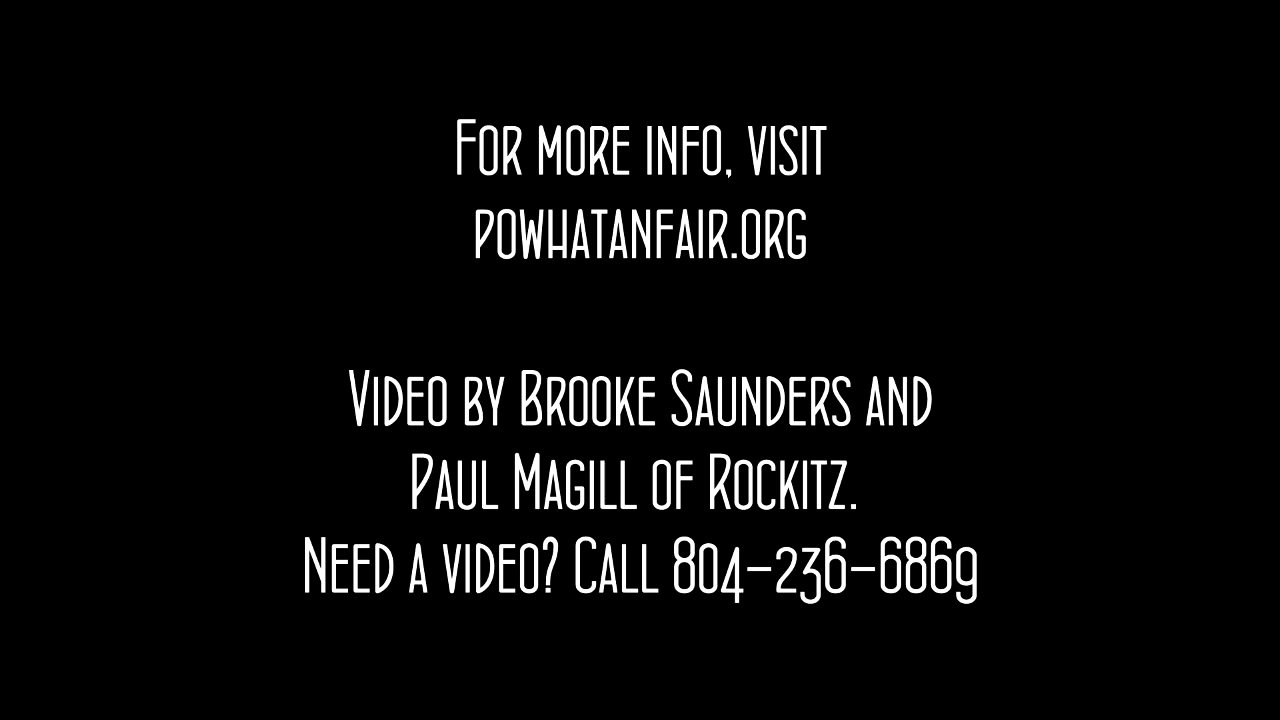 For more info, visit
powhatanfair.org
Video by Brooke Saunders and
Paul Magill of Rockitz.
Need a video? Call 804-236-6869